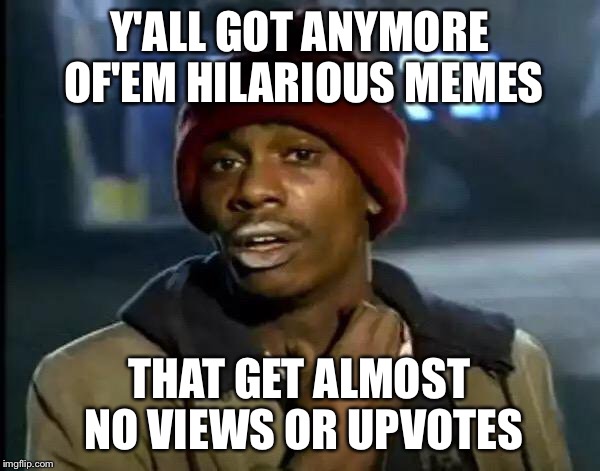 Y'ALL GOT ANYMORE
OF'EM HILARIOUS MEMES
THAT GET ALMOST
NO VIEWS OR UPVOTES
imgflip.com